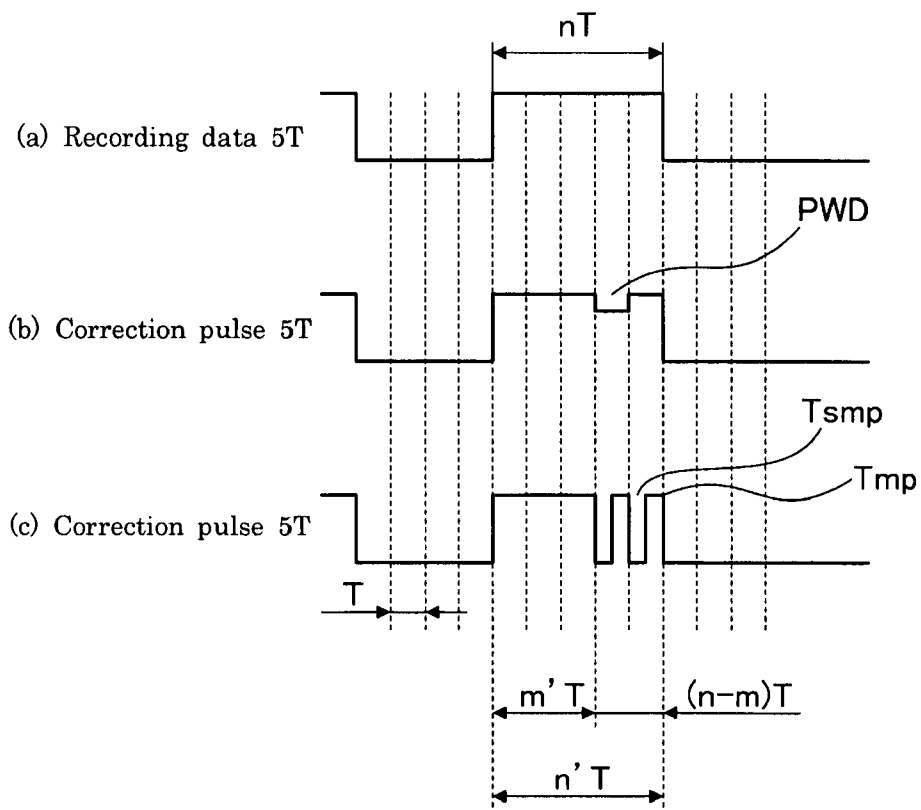 nT
(a) Recording data 5T
PWD
(b) Correction pulse 5T
Tsmp
Tmp
(c) Correction pulse 5T
T
m' T
(n-m)T
n' T